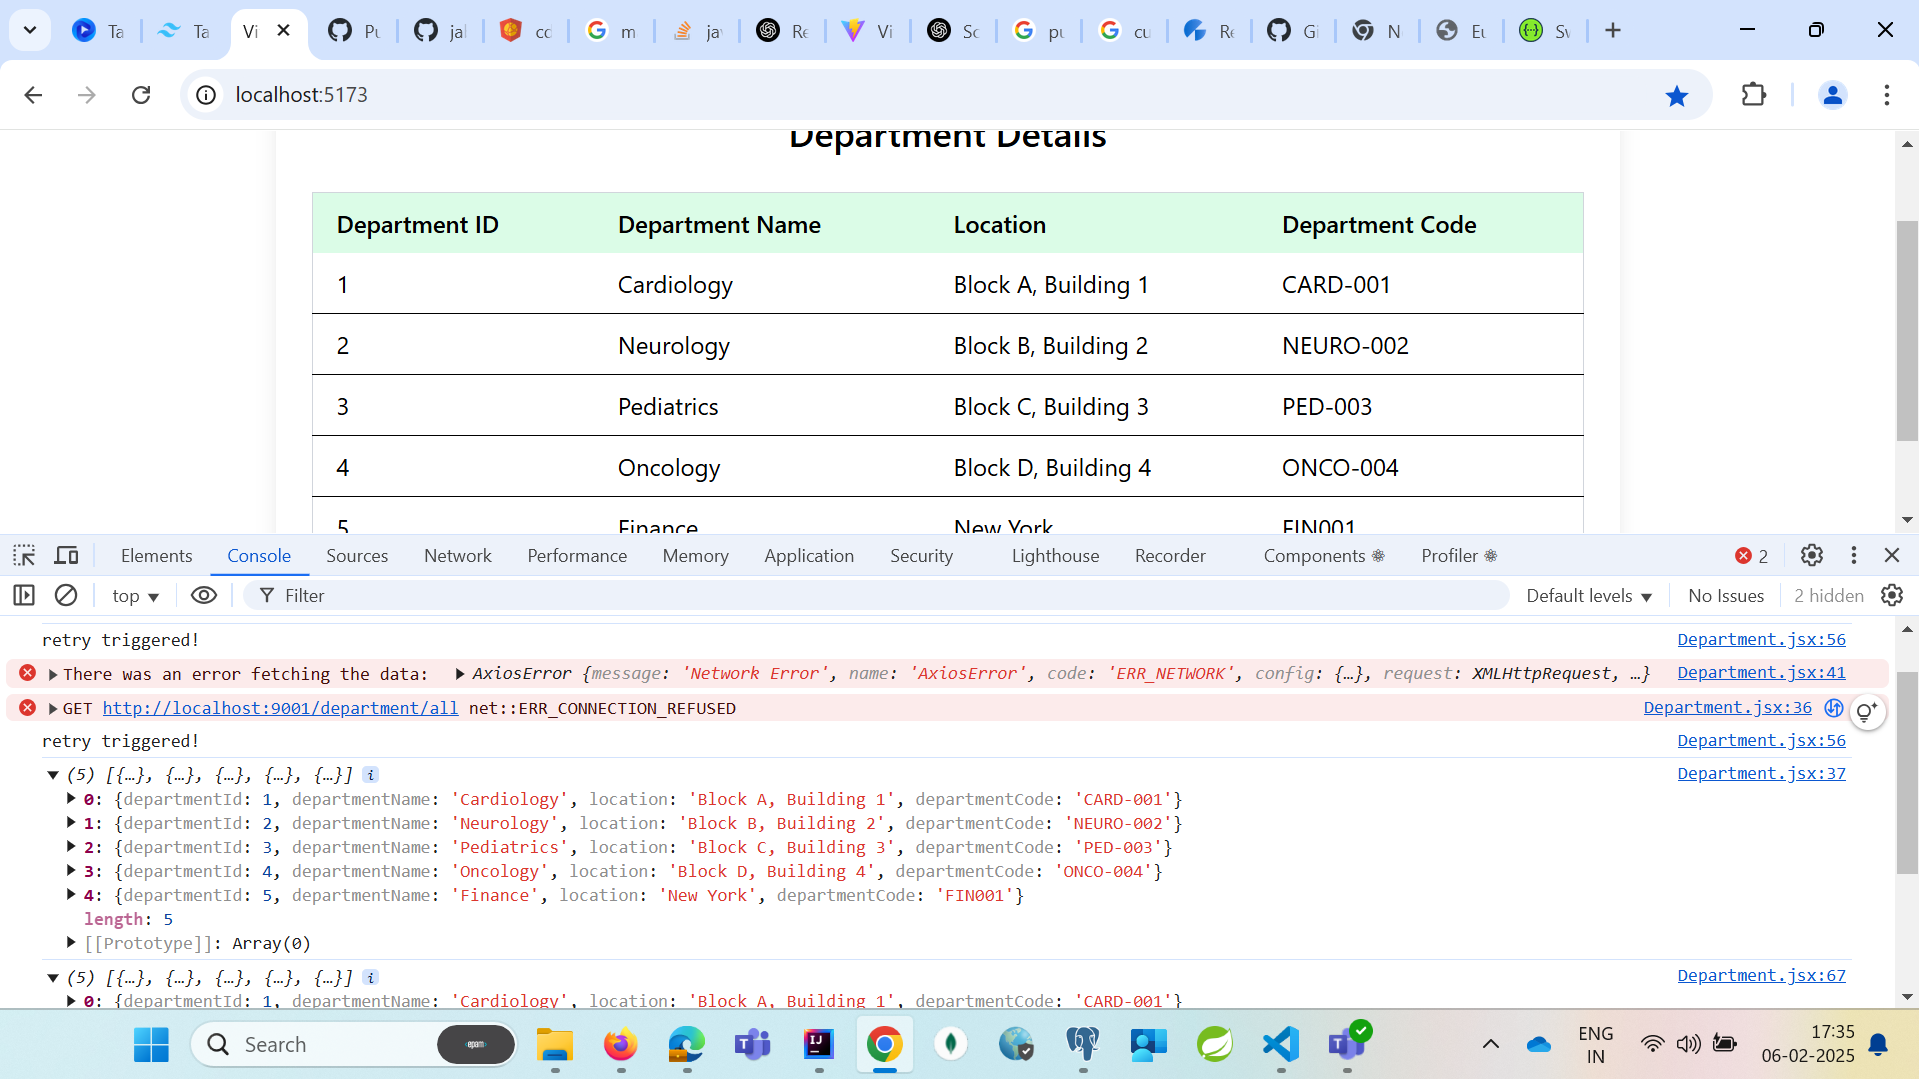 Ta
Ta
Vi
Pu
jal
cd
m
jav
Re
Vi
Sc
pu
cu
Re
Gi
N
Eu
Sw
localhost:5173
Department Details
Department ID Department Name Location Department Code
1 Cardiology Block A, Building 1 CARD-001
2 Neurology Block B, Building 2 NEURO-002
3 Pediatrics Block C, Building 3 PED-003
4 Oncology Block D, Building 4 ONCO-004
5 Finance New York FIN001
Elements Console Sources Network Performance Memory Application Security Lighthouse Recorder Components Profiler 2
top Filter Default levels No Issues 2 hidden
retry triggered! Department.jsx:56
There was an error fetching the data: AxiosError {message: 'Network Error', name: 'AxiosError', code: 'ERR_NETWORK', config: {…}, request: XMLHttpRequest, …} Department.jsx:41
GET http://localhost:9001/department/all net::ERR_CONNECTION_REFUSED Department.jsx:36
retry triggered! Department.jsx:56
(5) [{…}, {…}, {…}, {…}, {…}] i Department.jsx:37
0: {departmentId: 1, departmentName: 'Cardiology', location: 'Block A, Building 1', departmentCode: 'CARD-001'}
1: {departmentId: 2, departmentName: 'Neurology', location: 'Block B, Building 2', departmentCode: 'NEURO-002'}
2: {departmentId: 3, departmentName: 'Pediatrics', location: 'Block C, Building 3', departmentCode: 'PED-003'}
3: {departmentId: 4, departmentName: 'Oncology', location: 'Block D, Building 4', departmentCode: 'ONCO-004'}
4: {departmentId: 5, departmentName: 'Finance', location: 'New York', departmentCode: 'FIN001'}
length: 5
[[Prototype]]: Array(0)
(5) [{…}, {…}, {…}, {…}, {…}] i Department.jsx:67
0: {departmentId: 1, departmentName: 'Cardiology', location: 'Block A, Building 1', departmentCode: 'CARD-001'}
Search
epam
IJ
ENG
IN
17:35
06-02-2025